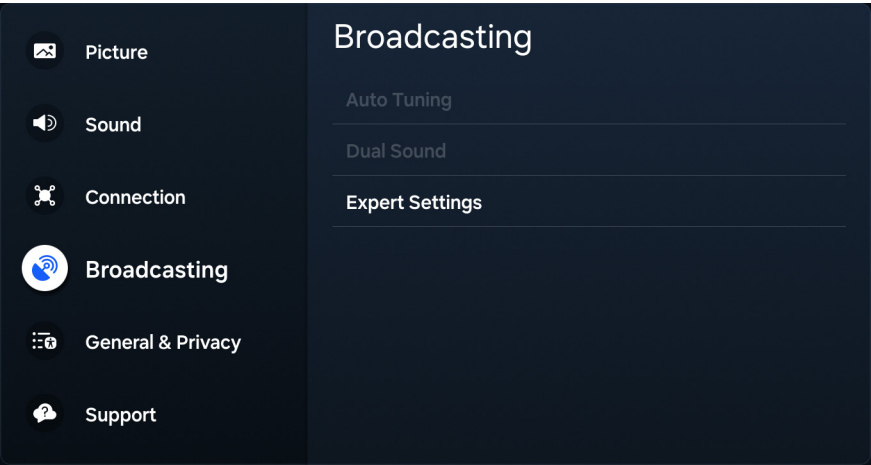 Picture
Sound
Connection
Broadcasting
General & Privacy
Support
Broadcasting
Auto Tuning
Dual Sound
Expert Settings